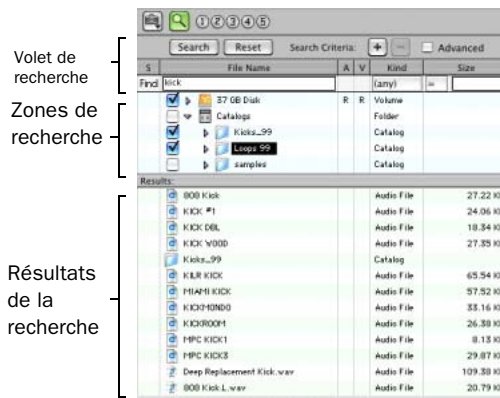 ① ② ③ ④ ⑤
Volet de
recherche
Search Reset Search Criteria: + − Advanced
S File Name A V Kind Size
Find kick (any) =
Zones de
recherche
37 GB Disk R R Volume
Catalogs Folder
Kicks_99 Catalog
Loops 99 Catalog
samples Catalog
Results:
Résultats
de la
recherche
808 Kick Audio File 27.22
KICK #1 Audio File 24.06
KICK DBL Audio File 18.34
KICK WOOD Audio File 27.35
Kicks_99 Catalog
KILR KICK Audio File 65.54
MIAMI KICK Audio File 57.52
KICKMONDO Audio File 33.16
KICKROOM Audio File 26.38
MPC KICK1 Audio File 8.13
MPC KICK3 Audio File 29.87
Deep Replacement Kick.wav Audio File 109.38
808 Kick.L.wav Audio File 20.79